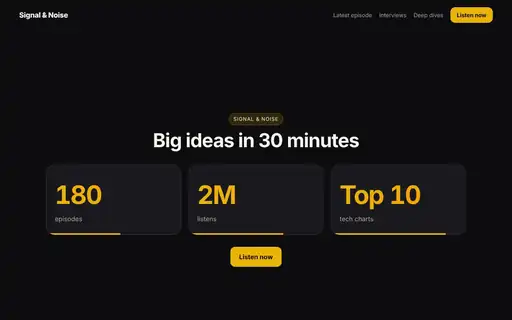 Signal & Noise
Latest episode
Interviews
Deep dives
Listen now
SIGNAL & NOISE
Big ideas in 30 minutes
180
episodes
2M
listens
Top 10
tech charts
Listen now